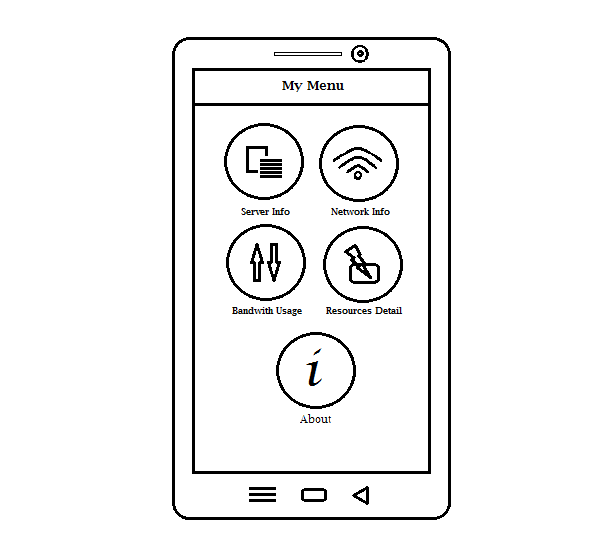 My Menu
Server Info
Network Info
Bandwith Usage
Resources Detail
i
About